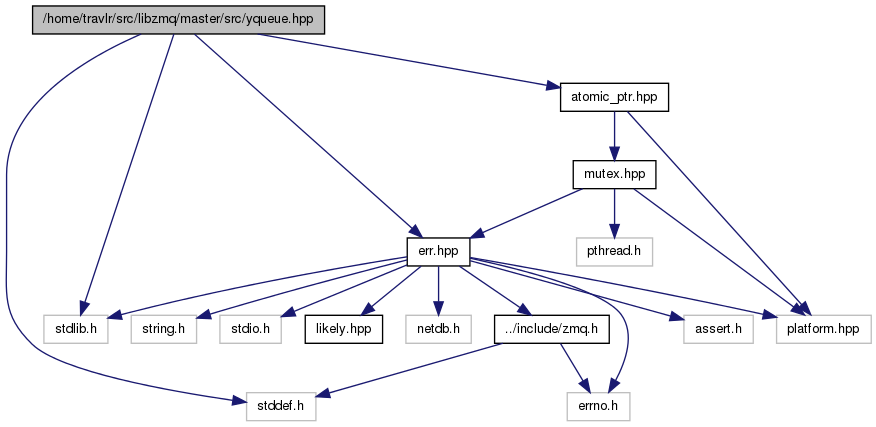 /home/travlr/src/libzmq/master/src/yqueue.hpp
atomic_ptr.hpp
mutex.hpp
err.hpp
pthread.h
stdlib.h
string.h
stdio.h
likely.hpp
netdb.h
../include/zmq.h
assert.h
platform.hpp
stddef.h
errno.h